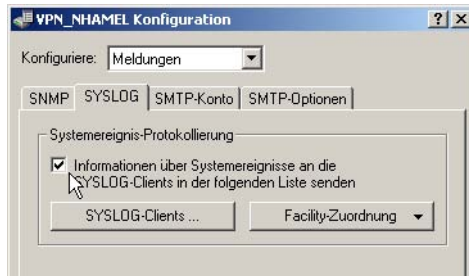 VPN_NHAMEL Konfiguration
Konfiguriere: Meldungen
SNMP SYSLOG SMTP-Konto SMTP-Optionen
Systemereignis-Protokollierung
Informationen über Systemereignisse an die
SYSLOG-Clients in der folgenden Liste senden
SYSLOG-Clients ... Facility-Zuordnung